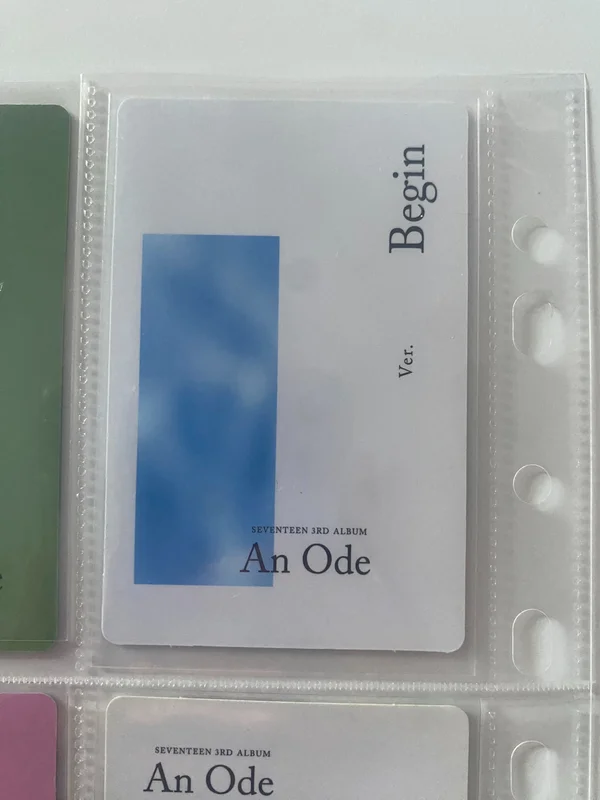 Begin
Ver.
SEVENTEEN 3RD ALBUM
An Ode
SEVENTEEN 3RD ALBUM
An Ode